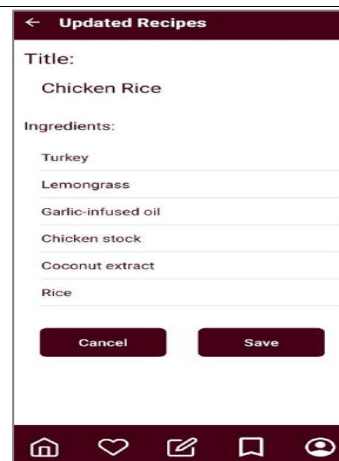 Updated Recipes
Title:
Chicken Rice
Ingredients:
Turkey
Lemongrass
Garlic-infused oil
Chicken stock
Coconut extract
Rice
Cancel Save